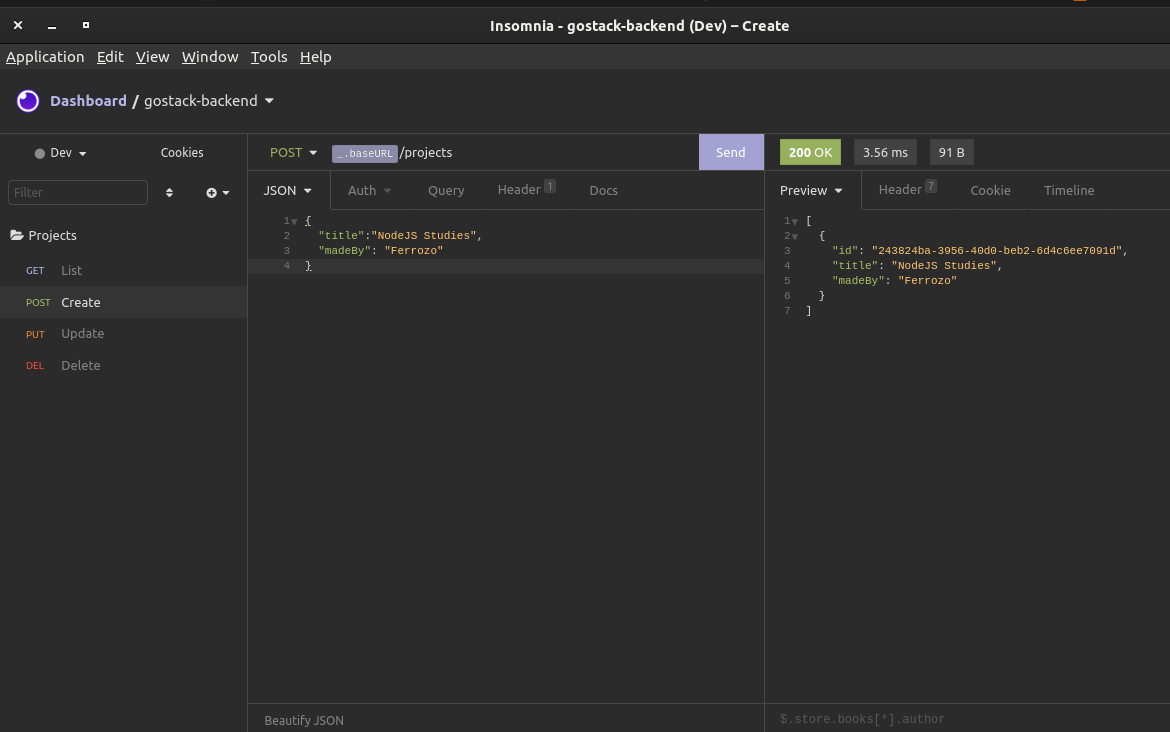 Insomnia - gostack-backend (Dev) – Create
Application Edit View Window Tools Help
Dashboard / gostack-backend
Dev Cookies
Filter
Projects
GET List
POST Create
PUT Update
DEL Delete
POST _.baseURL /projects Send
JSON Auth Query Header 1 Docs
1 {
2 "title":"NodeJS Studies",
3 "madeBy": "Ferrozo"
4 }
Beautify JSON
200 OK 3.56 ms 91 B
Preview Header 7 Cookie Timeline
1 [
2 {
3 "id": "243824ba-3956-40d0-beb2-6d4c6ee7091d",
4 "title": "NodeJS Studies",
5 "madeBy": "Ferrozo"
6 }
7 ]
$.store.books[*].author